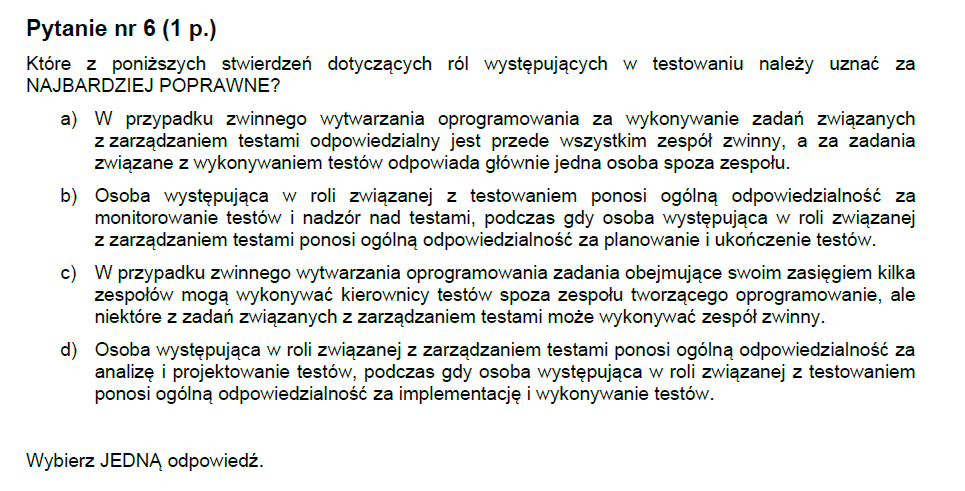 Pytanie nr 6 (1 p.)
Które z poniższych stwierdzeń dotyczących ról występujących w testowaniu należy uznać za
NAJBARDZIEJ POPRAWNE?
a) W przypadku zwinnego wytwarzania oprogramowania za wykonywanie zadań związanych
z zarządzaniem testami odpowiedzialny jest przede wszystkim zespół zwinny, a za zadania
związane z wykonywaniem testów odpowiada głównie jedna osoba spoza zespołu.
b) Osoba występująca w roli związanej z testowaniem ponosi ogólną odpowiedzialność za
monitorowanie testów i nadzór nad testami, podczas gdy osoba występująca w roli związanej
z zarządzaniem testami ponosi ogólną odpowiedzialność za planowanie i ukończenie testów.
c) W przypadku zwinnego wytwarzania oprogramowania zadania obejmujące swoim zasięgiem kilka
zespołów mogą wykonywać kierownicy testów spoza zespołu tworzącego oprogramowanie, ale
niektóre z zadań związanych z zarządzaniem testami może wykonywać zespół zwinny.
d) Osoba występująca w roli związanej z zarządzaniem testami ponosi ogólną odpowiedzialność za
analizę i projektowanie testów, podczas gdy osoba występująca w roli związanej z testowaniem
ponosi ogólną odpowiedzialność za implementację i wykonywanie testów.
Wybierz JEDNĄ odpowiedź.